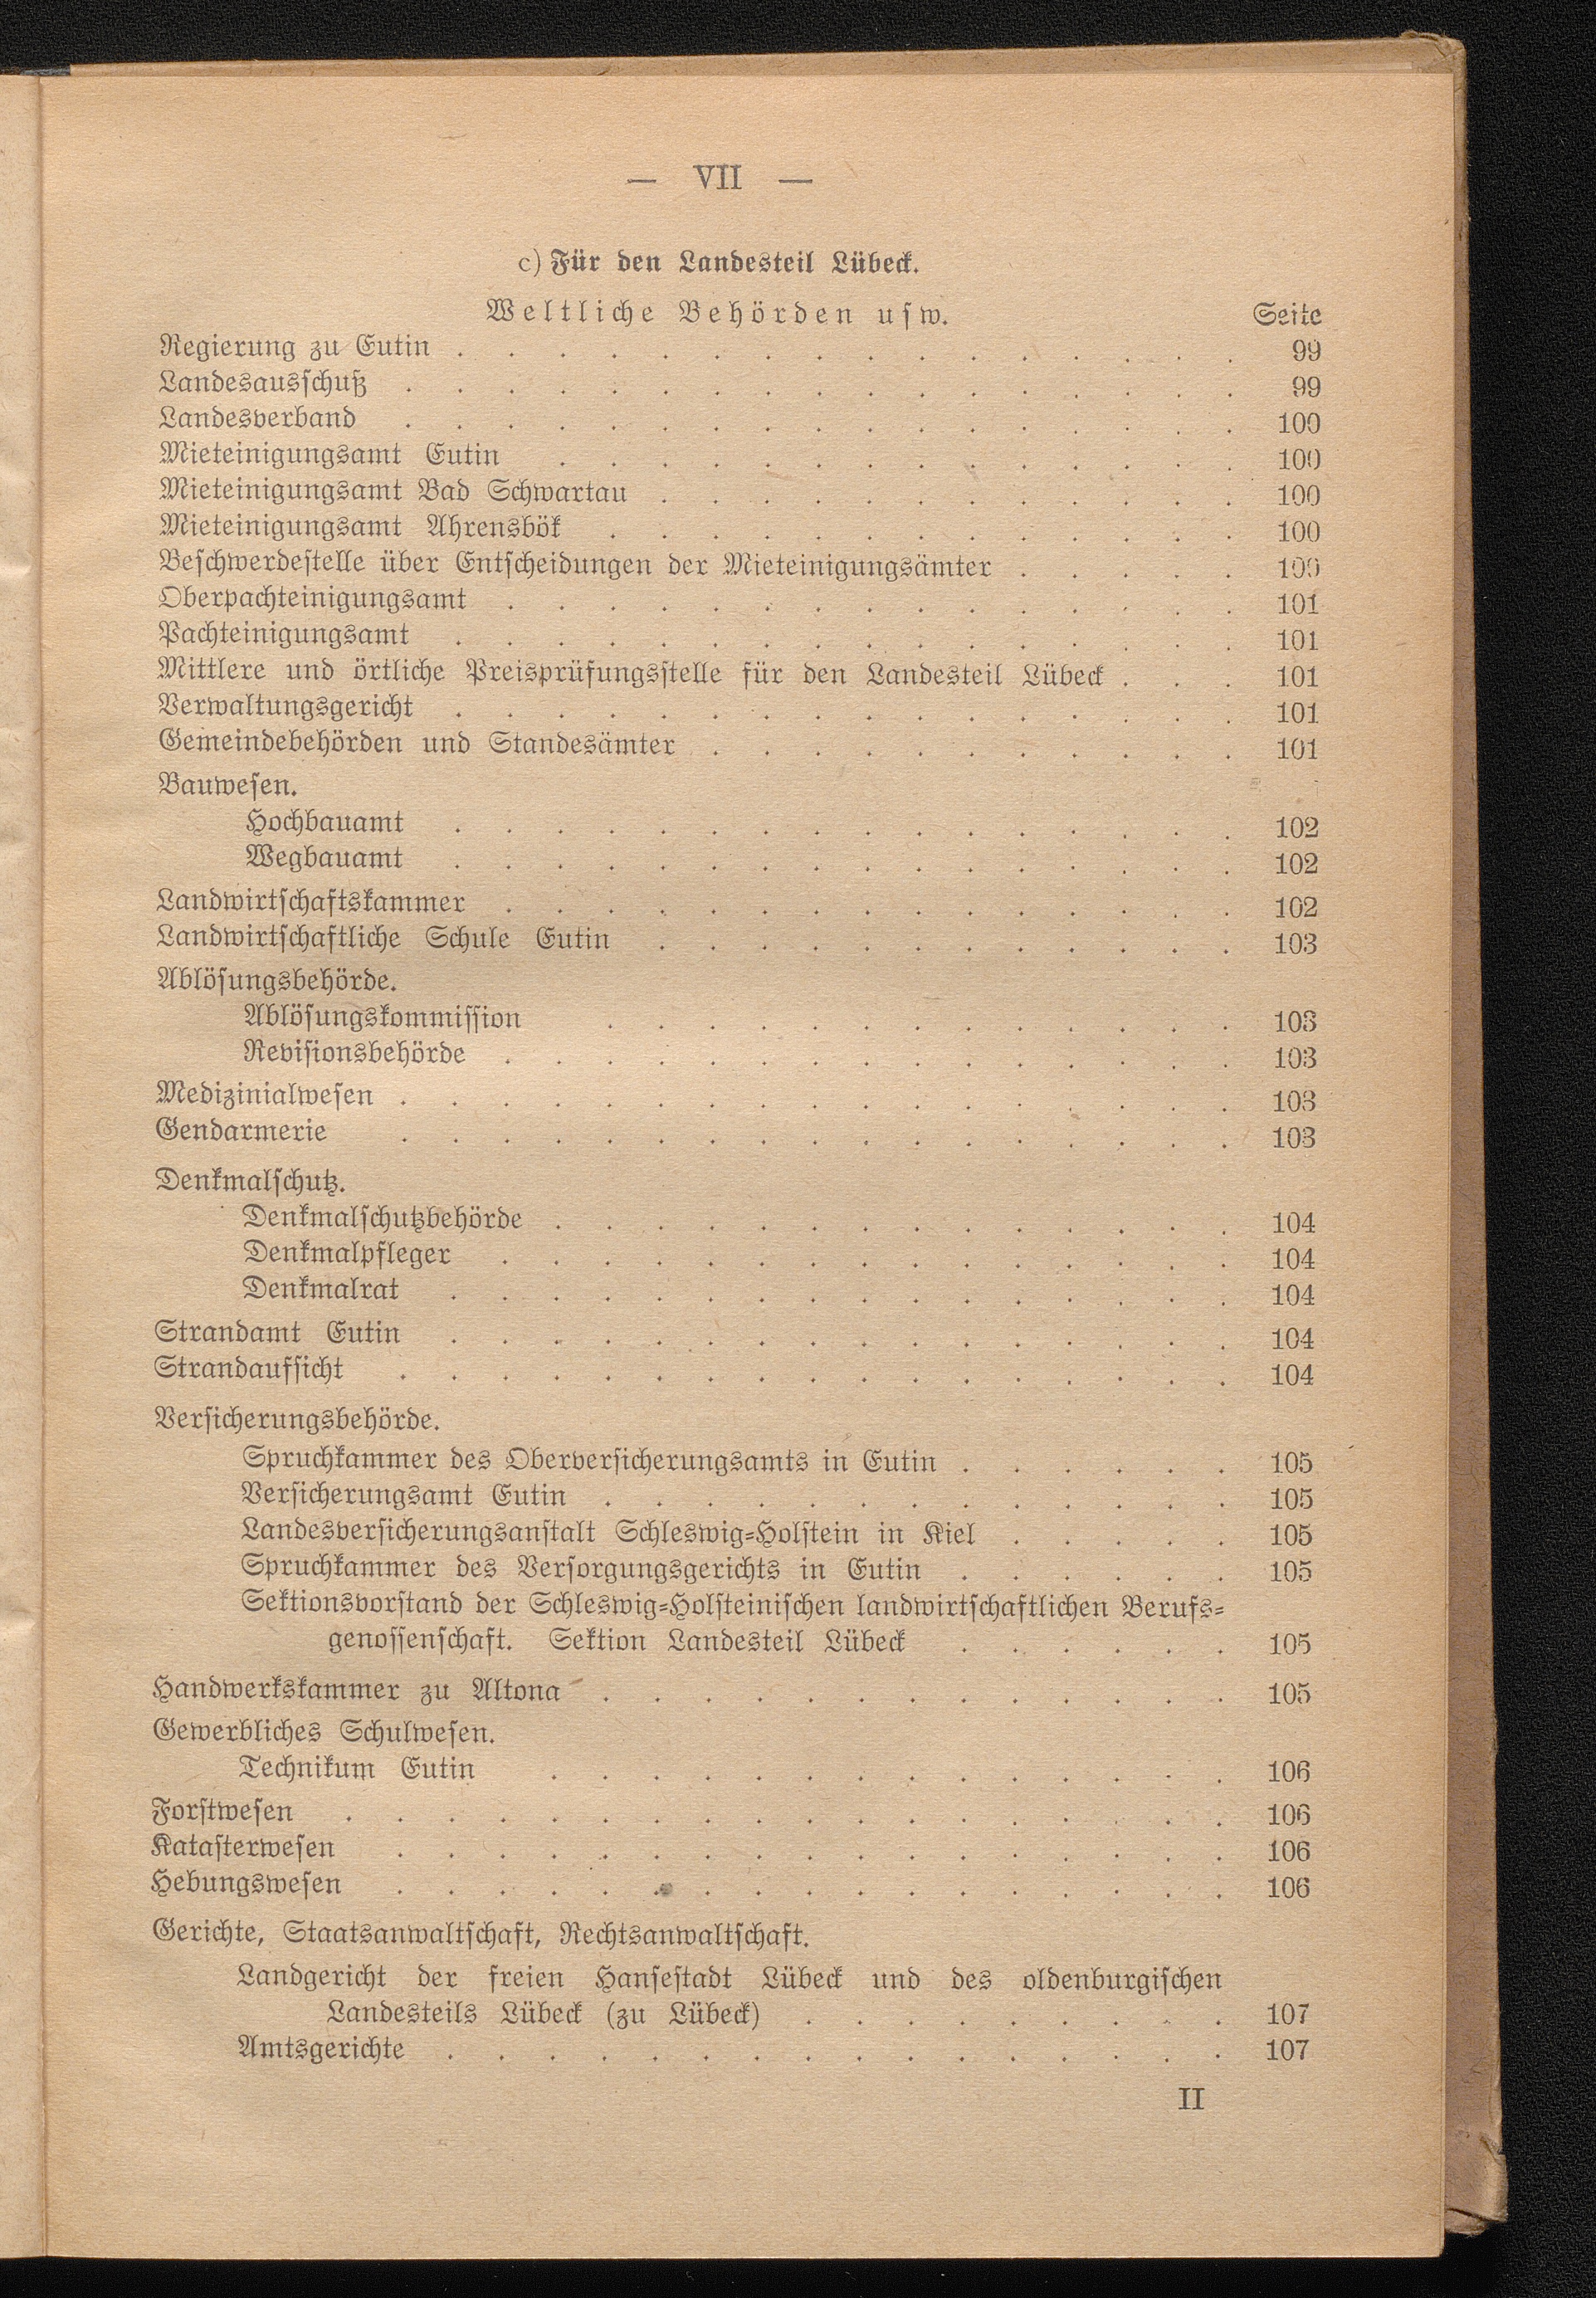 — VII —
c) Für den Landesteil Lübeck.
Weltliche Behörden usw. Seite
Regierung zu Eutin . . . . . . . . . . . . . . . . 99
Landesausschuß . . . . . . . . . . . . . . . . . 99
Landesverband . . . . . . . . . . . . . . . . . 100
Mieteinigungsamt Eutin . . . . . . . . . . . . . . 100
Mieteinigungsamt Bad Schwartau . . . . . . . . . . . . 100
Mieteinigungsamt Ahrensbök . . . . . . . . . . . . . 100
Beschwerdestelle über Entscheidungen der Mieteinigungsämter . . . . . 100
Oberpachteinigungsamt . . . . . . . . . . . . . . . 101
Pachteinigungsamt . . . . . . . . . . . . . . . . 101
Mittlere und örtliche Preisprüfungsstelle für den Landesteil Lübeck . . . 101
Verwaltungsgericht . . . . . . . . . . . . . . . . 101
Gemeindebehörden und Standesämter . . . . . . . . . . . 101
Bauwesen.
Hochbauamt . . . . . . . . . . . . . . . . 102
Wegbauamt . . . . . . . . . . . . . . . . 102
Landwirtschaftskammer . . . . . . . . . . . . . . . 102
Landwirtschaftliche Schule Eutin . . . . . . . . . . . . 103
Ablösungsbehörde.
Ablösungskommission . . . . . . . . . . . . . 103
Revisionsbehörde . . . . . . . . . . . . . . . 103
Medizinialwesen . . . . . . . . . . . . . . . . . 103
Gendarmerie . . . . . . . . . . . . . . . . . 103
Denkmalschutz.
Denkmalschutzbehörde . . . . . . . . . . . . . . 104
Denkmalpfleger . . . . . . . . . . . . . . . 104
Denkmalrat . . . . . . . . . . . . . . . . 104
Strandamt Eutin . . . . . . . . . . . . . . . . 104
Strandaufsicht . . . . . . . . . . . . . . . . . 104
Versicherungsbehörde.
Spruchkammer des Oberversicherungsamts in Eutin . . . . . . 105
Versicherungsamt Eutin . . . . . . . . . . . . . 105
Landesversicherungsanstalt Schleswig-Holstein in Kiel . . . . . 105
Spruchkammer des Versorgungsgerichts in Eutin . . . . . . 105
Sektionsvorstand der Schleswig-Holsteinischen landwirtschaftlichen Berufs-
genossenschaft. Sektion Landesteil Lübeck . . . . . . 105
Handwerkskammer zu Altona . . . . . . . . . . . . . 105
Gewerbliches Schulwesen.
Technikum Eutin . . . . . . . . . . . . . . 106
Forstwesen . . . . . . . . . . . . . . . . . . 106
Katasterwesen . . . . . . . . . . . . . . . . . 106
Hebungswesen . . . . . . . . . . . . . . . . . 106
Gerichte, Staatsanwaltschaft, Rechtsanwaltschaft.
Landgericht der freien Hansestadt Lübeck und des oldenburgischen
Landesteils Lübeck (zu Lübeck) . . . . . . . . . 107
Amtsgerichte . . . . . . . . . . . . . . . . 107
II